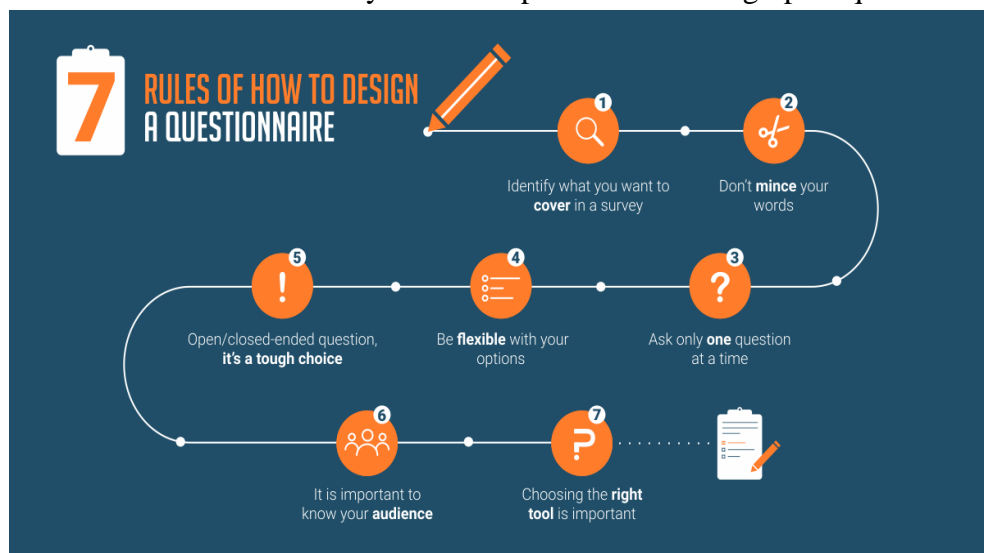 7
RULES OF HOW TO DESIGN
A QUESTIONNAIRE
1
Identify what you want to
cover in a survey
2
Don't mince your
words
3
Ask only one question
at a time
4
Be flexible with your
options
5
Open/closed-ended question,
it's a tough choice
6
It is important to
know your audience
7
Choosing the right
tool is important